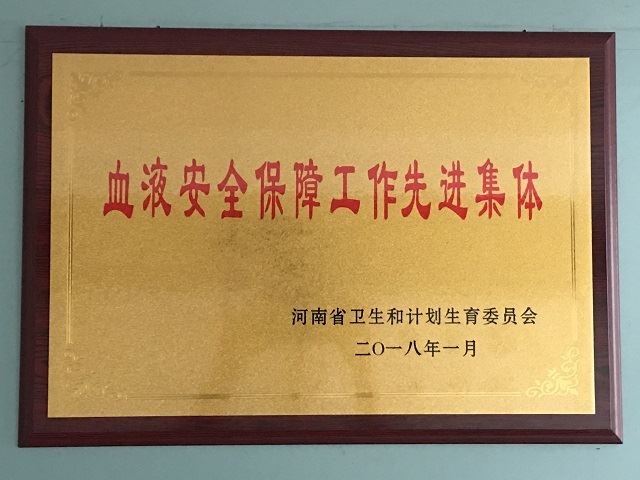 血液安全保障工作先进集体
河南省卫生和计划生育委员会
二〇一八年一月